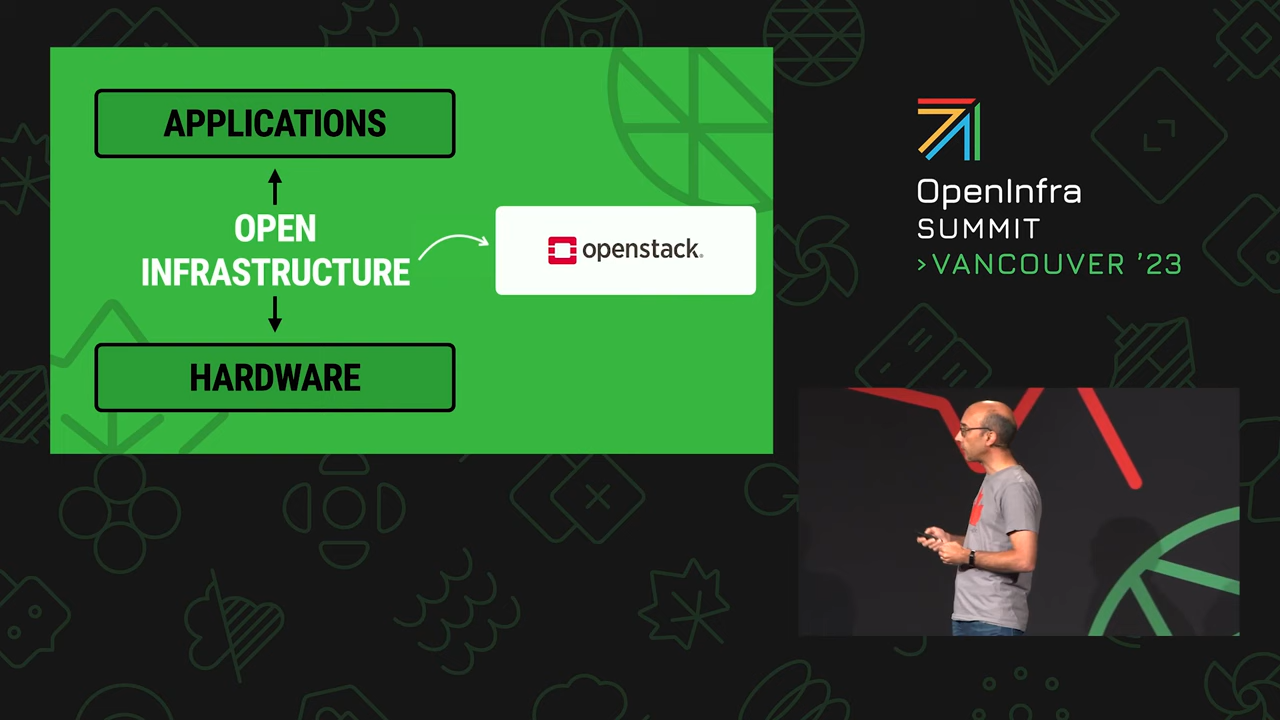 APPLICATIONS
OPEN
INFRASTRUCTURE
HARDWARE
openstack®
OpenInfra
SUMMIT
>VANCOUVER ’23